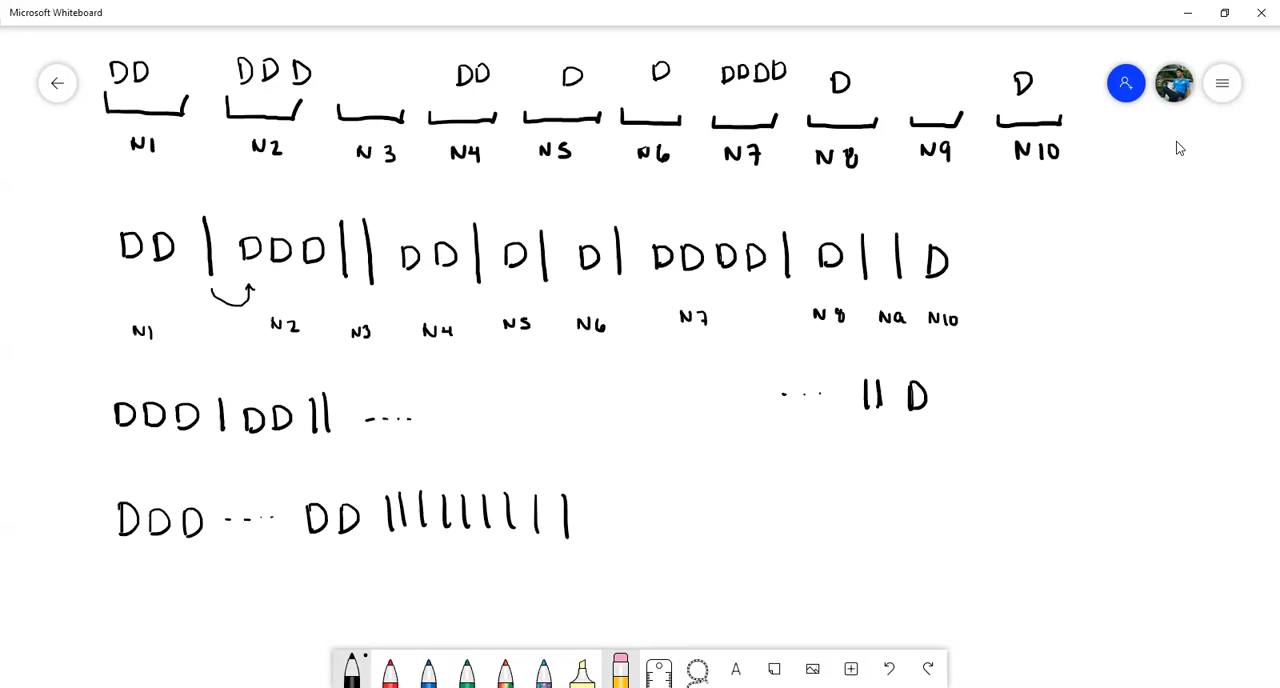 Microsoft Whiteboard
DD DDD DD D D DDDD D D
N1 N2 N3 N4 N5 N6 N7 N8 N9 N10
DD | DDD || DD | D | D | DDDD | D || D
N1 N2 N3 N4 N5 N6 N7 N8 N9 N10
DDD | DD || .... ... || D
DDD .... DD |||||||||
A